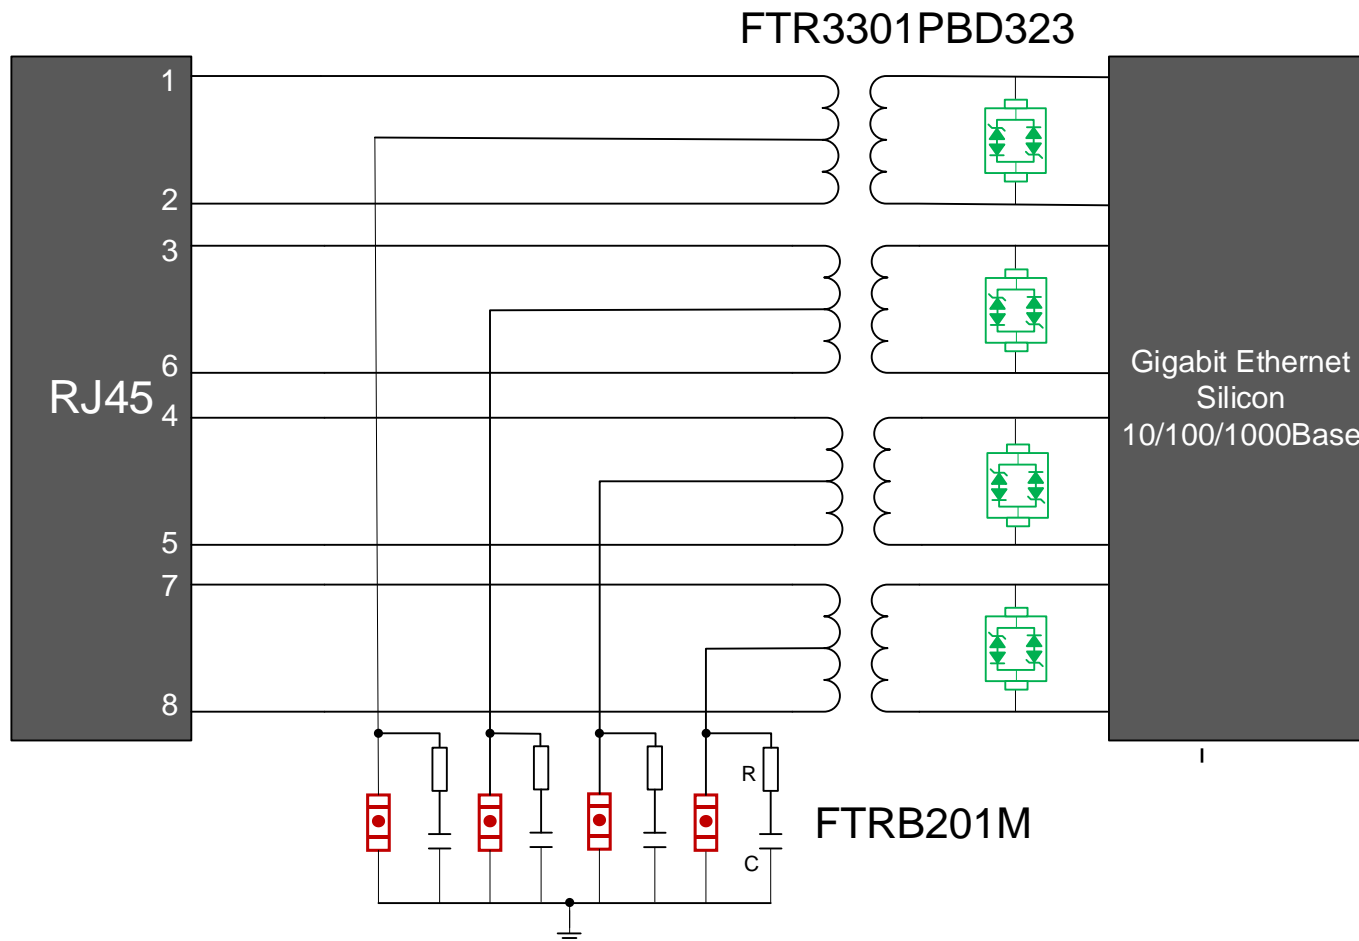 FTR3301PBD323
1
2
3
6
RJ45
4
5
7
8
Gigabit Ethernet
Silicon
10/100/1000Base
R
C
FTRB201M